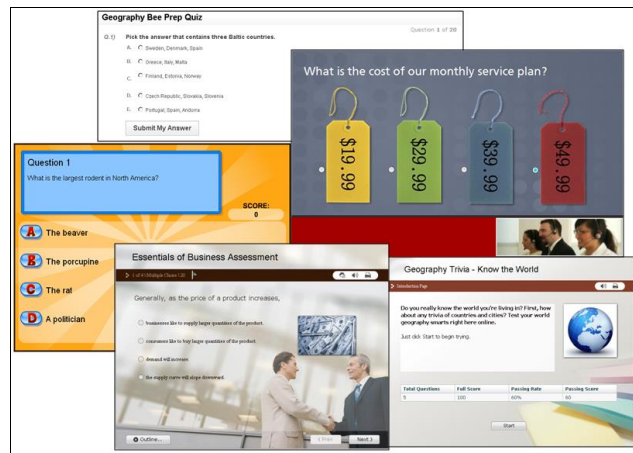 Geography Bee Prep Quiz
Question 1 of 20
Q.1) Pick the answer that contains three Baltic countries.
A. Sweden, Denmark, Spain
B. Greece, Italy, Malta
C. Finland, Estonia, Norway
D. Czech Republic, Slovakia, Slovenia
E. Portugal, Spain, Andorra
Submit My Answer
What is the cost of our monthly service plan?
$19.99
$29.99
$39.99
$49.99
Question 1
What is the largest rodent in North America?
SCORE:
0
A The beaver
B The porcupine
C The rat
D A politician
Essentials of Business Assessment
Generally, as the price of a product increases,
businesses like to supply larger quantities of the product.
consumers like to buy larger quantities of the product.
demand will increase.
the supply curve will slope downward.
Outline...
Prev
Next
Geography Trivia - Know the World
Introduction Page
Do you really know the world you're living in? First, how
about any trivia of countries and cities? Test your world
geography smarts right here online.
Just click Start to begin trying.
Total Questions Full Score Passing Rate Passing Score
5 100 60% 60
Start